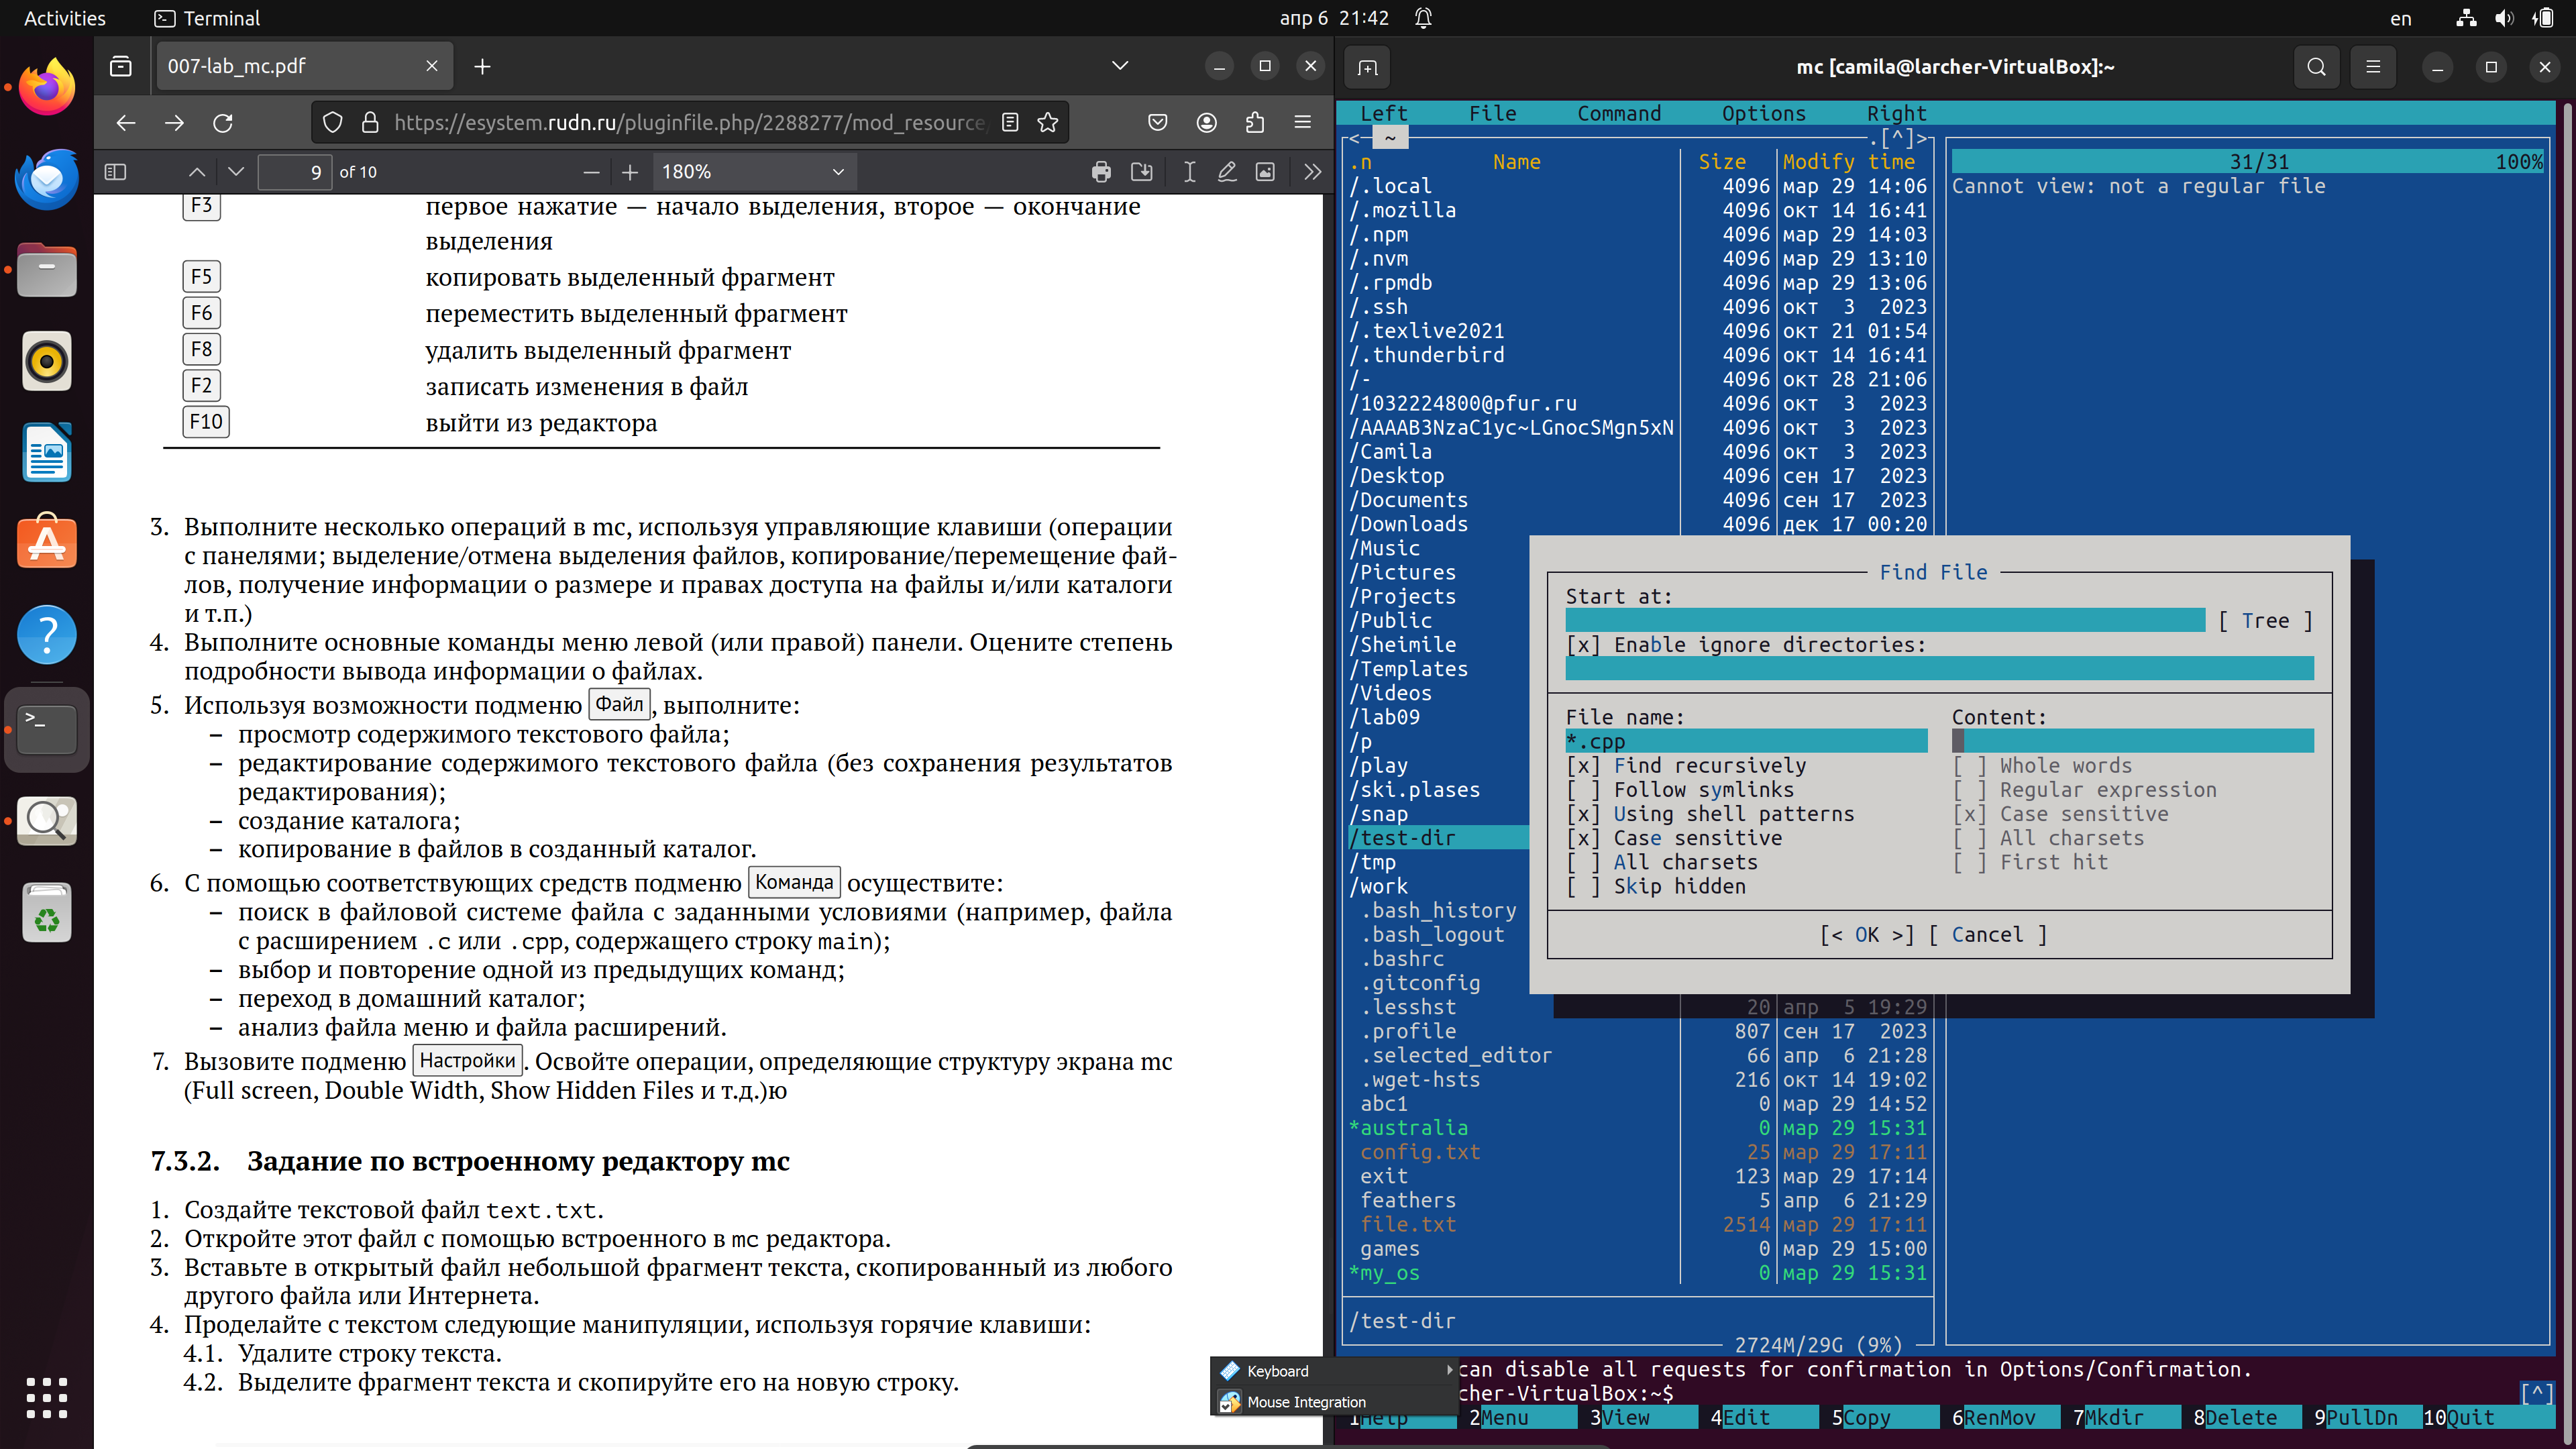 Activities
Terminal
апр 6 21:42
en
007-lab_mc.pdf
https://esystem.rudn.ru/pluginfile.php/2288277/mod_resource/
9 of 10
180%
F3 первое нажатие — начало выделения, второе — окончание
выделения
F5 копировать выделенный фрагмент
F6 переместить выделенный фрагмент
F8 удалить выделенный фрагмент
F2 записать изменения в файл
F10 выйти из редактора
3. Выполните несколько операций в mc, используя управляющие клавиши (операции
с панелями; выделение/отмена выделения файлов, копирование/перемещение фай-
лов, получение информации о размере и правах доступа на файлы и/или каталоги
и т.п.)
4. Выполните основные команды меню левой (или правой) панели. Оцените степень
подробности вывода информации о файлах.
5. Используя возможности подменю Файл, выполните:
– просмотр содержимого текстового файла;
– редактирование содержимого текстового файла (без сохранения результатов
редактирования);
– создание каталога;
– копирование в файлов в созданный каталог.
6. С помощью соответствующих средств подменю Команда осуществите:
– поиск в файловой системе файла с заданными условиями (например, файла
с расширением .c или .cpp, содержащего строку main);
– выбор и повторение одной из предыдущих команд;
– переход в домашний каталог;
– анализ файла меню и файла расширений.
7. Вызовите подменю Настройки. Освойте операции, определяющие структуру экрана mc
(Full screen, Double Width, Show Hidden Files и т.д.)ю
7.3.2. Задание по встроенному редактору mc
1. Создайте текстовой файл text.txt.
2. Откройте этот файл с помощью встроенного в mc редактора.
3. Вставьте в открытый файл небольшой фрагмент текста, скопированный из любого
другого файла или Интернета.
4. Проделайте с текстом следующие манипуляции, используя горячие клавиши:
4.1. Удалите строку текста.
4.2. Выделите фрагмент текста и скопируйте его на новую строку.
Keyboard
Mouse Integration
mc [camila@larcher-VirtualBox]:~
Left File Command Options Right
<- ~ .[^]>
.n Name Size Modify time
/.local 4096 мар 29 14:06
/.mozilla 4096 окт 14 16:41
/.npm 4096 мар 29 14:03
/.nvm 4096 мар 29 13:10
/.rpmdb 4096 мар 29 13:06
/.ssh 4096 окт 3 2023
/.texlive2021 4096 окт 21 01:54
/.thunderbird 4096 окт 14 16:41
/- 4096 окт 28 21:06
/1032224800@pfur.ru 4096 окт 3 2023
/AAAAB3NzaC1yc~LGnocSMgn5xN 4096 окт 3 2023
/Camila 4096 окт 3 2023
/Desktop 4096 сен 17 2023
/Documents 4096 сен 17 2023
/Downloads 4096 дек 17 00:20
/Music
/Pictures
/Projects
/Public
/Sheimile
/Templates
/Videos
/lab09
/p
/play
/ski.plases
/snap
/test-dir
/tmp
/work
.bash_history
.bash_logout
.bashrc
.gitconfig
.lesshst 20 апр 5 19:29
.profile 807 сен 17 2023
.selected_editor 66 апр 6 21:28
.wget-hsts 216 окт 14 19:02
abc1 0 мар 29 14:52
*australia 0 мар 29 15:31
config.txt 25 мар 29 17:11
exit 123 мар 29 17:14
feathers 5 апр 6 21:29
file.txt 2514 мар 29 17:11
games 0 мар 29 15:00
*my_os 0 мар 29 15:31
/test-dir
2724M/29G (9%)
31/31 100%
Cannot view: not a regular file
Find File
Start at:
[ Tree ]
[x] Enable ignore directories:
File name: Content:
*.cpp
[x] Find recursively [ ] Whole words
[ ] Follow symlinks [ ] Regular expression
[x] Using shell patterns [x] Case sensitive
[x] Case sensitive [ ] All charsets
[ ] All charsets [ ] First hit
[ ] Skip hidden
[< OK >] [ Cancel ]
can disable all requests for confirmation in Options/Confirmation.
cher-VirtualBox:~$ [^]
1Help 2Menu 3View 4Edit 5Copy 6RenMov 7Mkdir 8Delete 9PullDn 10Quit